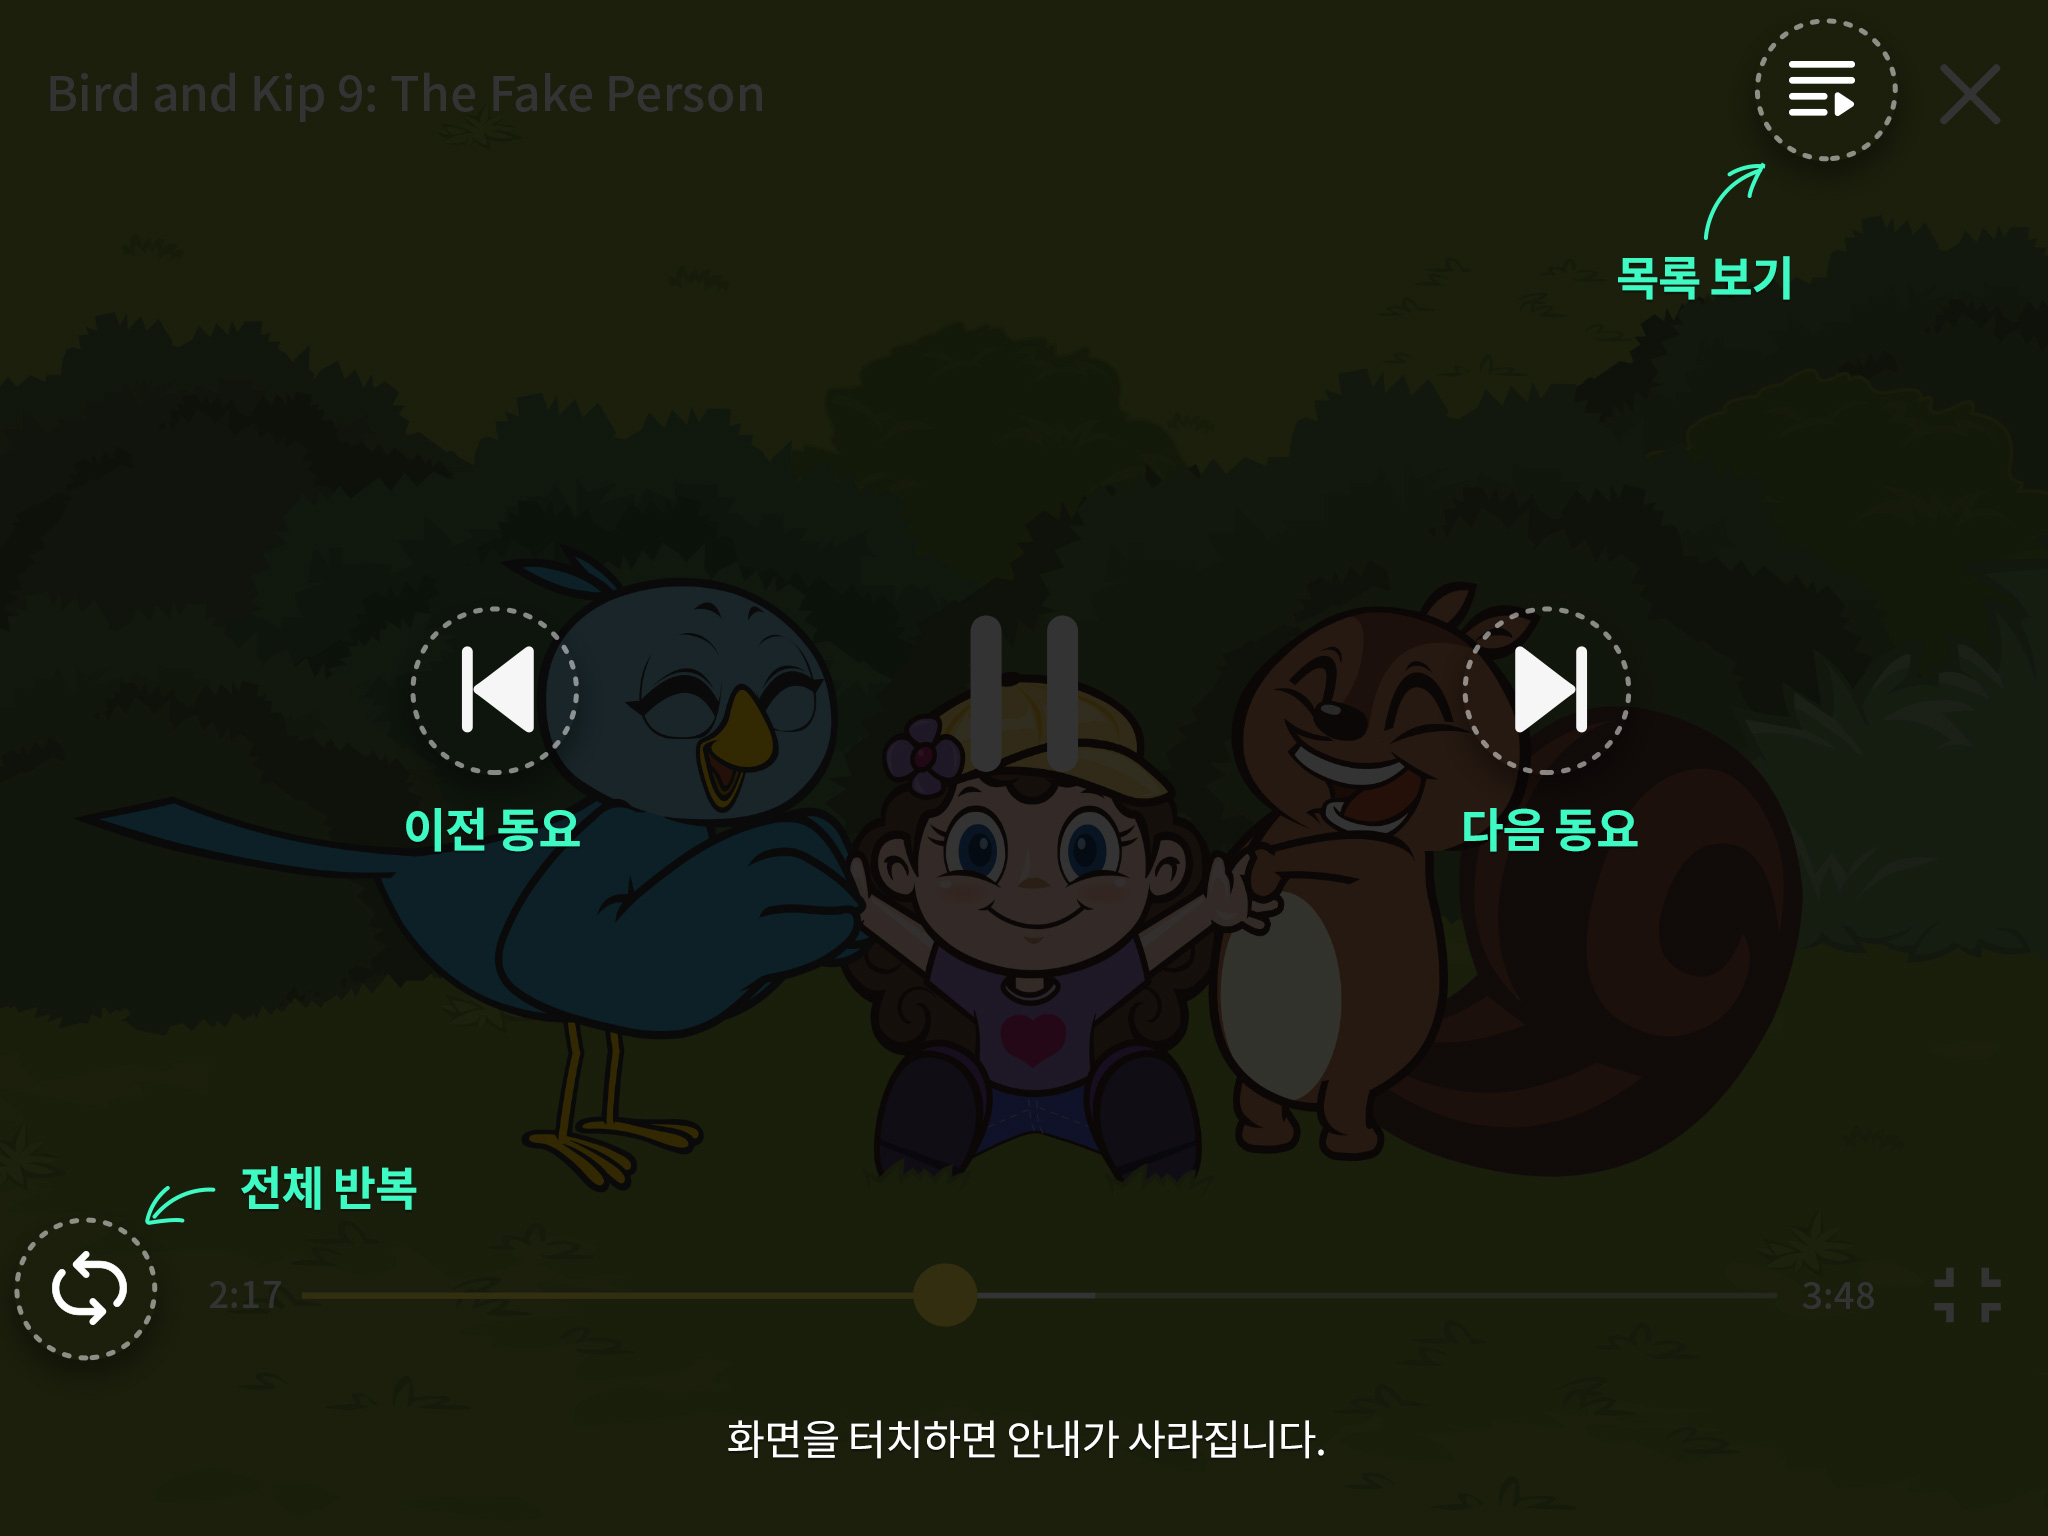 Bird and Kip 9: The Fake Person
목록 보기
이전 동요
다음 동요
전체 반복
2:17
3:48
화면을 터치하면 안내가 사라집니다.